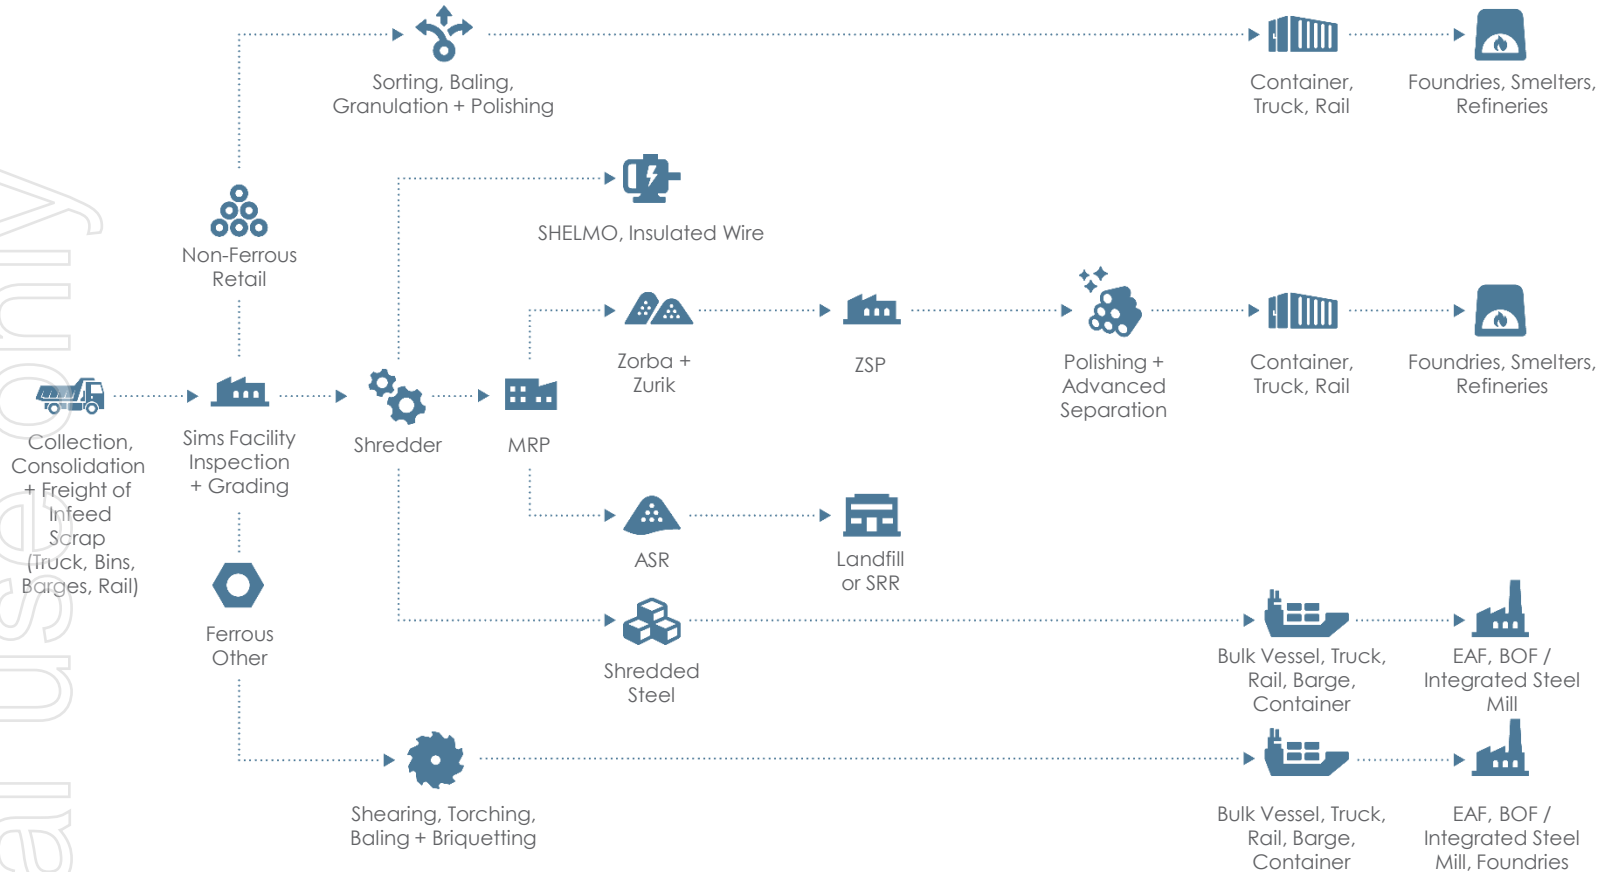 Sorting, Baling,
Granulation + Polishing
Container,
Truck, Rail
Foundries, Smelters,
Refineries
SHELMO, Insulated Wire
Non-Ferrous
Retail
Zorba +
Zurik
ZSP
Polishing +
Advanced
Separation
Container,
Truck, Rail
Foundries, Smelters,
Refineries
Collection,
Consolidation
+ Freight of
Infeed
Scrap
(Truck, Bins,
Barges, Rail)
Sims Facility
Inspection
+ Grading
Shredder
MRP
ASR
Landfill
or SRR
Ferrous
Other
Shredded
Steel
Bulk Vessel, Truck,
Rail, Barge,
Container
EAF, BOF /
Integrated Steel
Mill
Shearing, Torching,
Baling + Briquetting
Bulk Vessel, Truck,
Rail, Barge,
Container
EAF, BOF /
Integrated Steel
Mill, Foundries
al use only